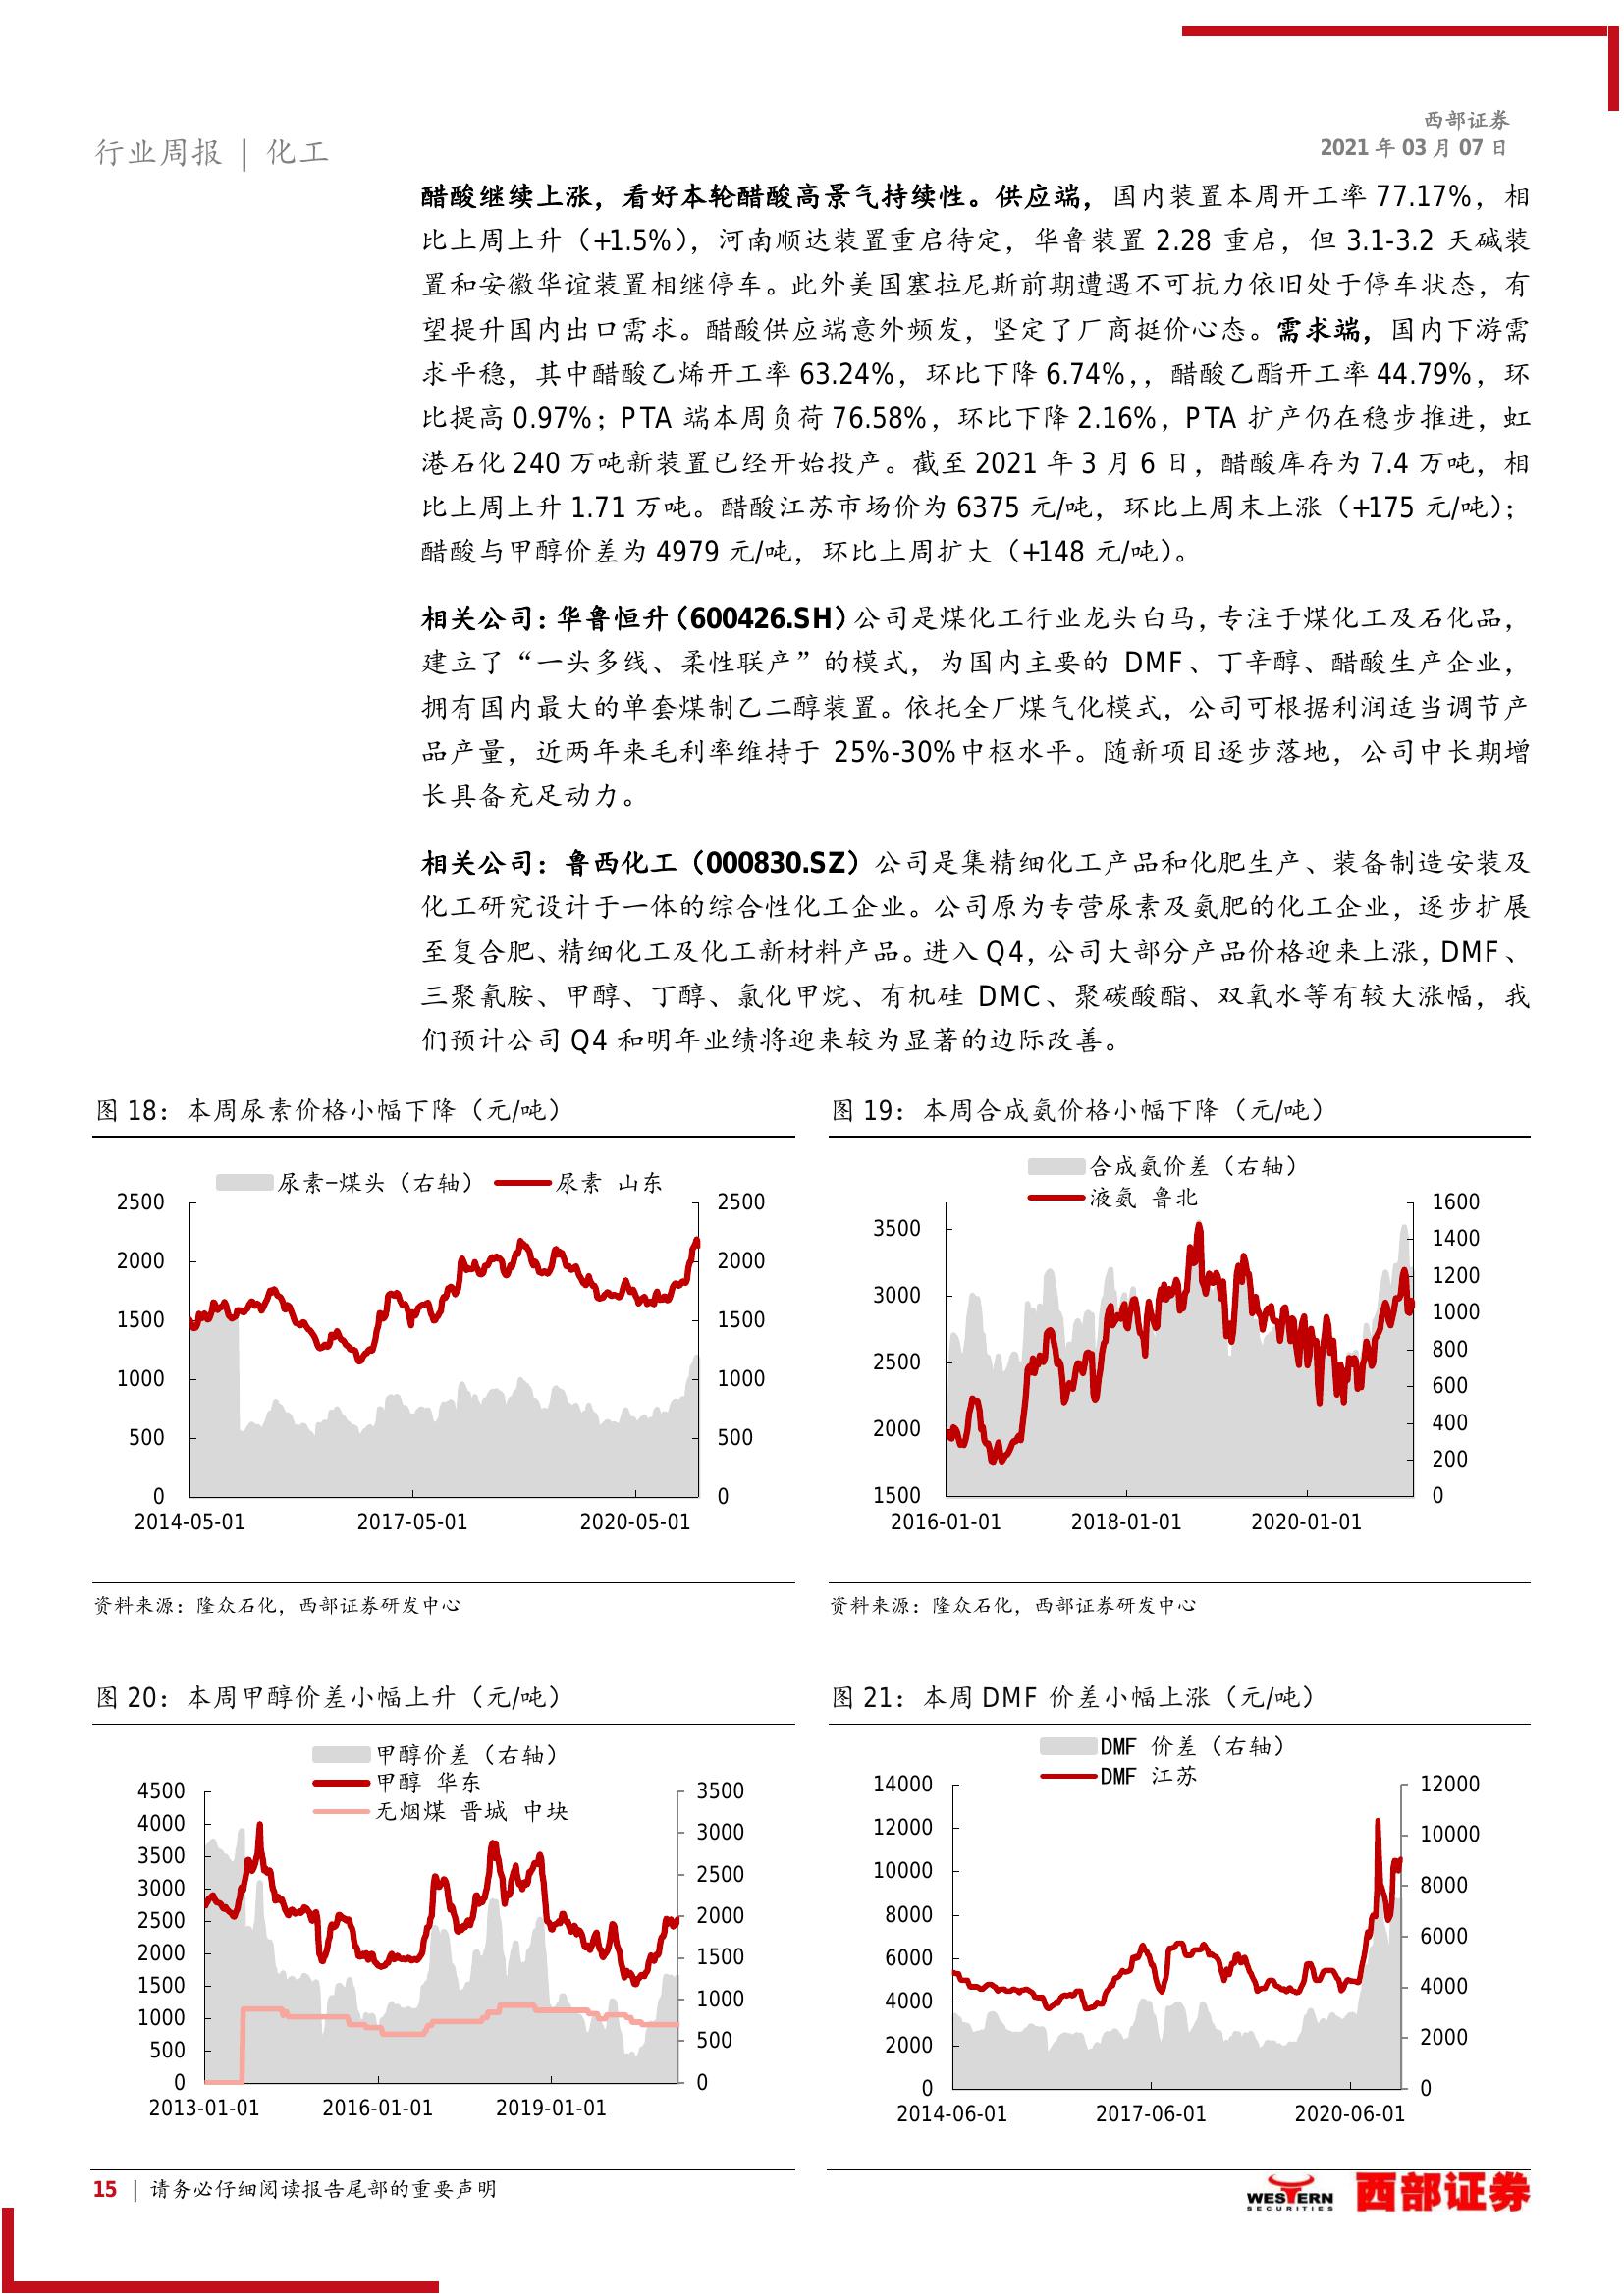 西部证券
行业周报 | 化工
2021 年 03 月 07 日
醋酸继续上涨，看好本轮醋酸高景气持续性。供应端，国内装置本周开工率 77.17%，相
比上周上升（+1.5%），河南顺达装置重启待定，华鲁装置 2.28 重启，但 3.1-3.2 天碱装
置和安徽华谊装置相继停车。此外美国塞拉尼斯前期遭遇不可抗力依旧处于停车状态，有
望提升国内出口需求。醋酸供应端意外频发，坚定了厂商挺价心态。需求端，国内下游需
求平稳，其中醋酸乙烯开工率 63.24%，环比下降 6.74%，，醋酸乙酯开工率 44.79%，环
比提高 0.97%；PTA 端本周负荷 76.58%，环比下降 2.16%，PTA 扩产仍在稳步推进，虹
港石化 240 万吨新装置已经开始投产。截至 2021 年 3 月 6 日，醋酸库存为 7.4 万吨，相
比上周上升 1.71 万吨。醋酸江苏市场价为 6375 元/吨，环比上周末上涨（+175 元/吨）；
醋酸与甲醇价差为 4979 元/吨，环比上周扩大（+148 元/吨）。
相关公司：华鲁恒升（600426.SH）公司是煤化工行业龙头白马，专注于煤化工及石化品，
建立了“一头多线、柔性联产”的模式，为国内主要的 DMF、丁辛醇、醋酸生产企业，
拥有国内最大的单套煤制乙二醇装置。依托全厂煤气化模式，公司可根据利润适当调节产
品产量，近两年来毛利率维持于 25%-30%中枢水平。随新项目逐步落地，公司中长期增
长具备充足动力。
相关公司：鲁西化工（000830.SZ）公司是集精细化工产品和化肥生产、装备制造安装及
化工研究设计于一体的综合性化工企业。公司原为专营尿素及氨肥的化工企业，逐步扩展
至复合肥、精细化工及化工新材料产品。进入 Q4，公司大部分产品价格迎来上涨，DMF、
三聚氰胺、甲醇、丁醇、氯化甲烷、有机硅 DMC、聚碳酸酯、双氧水等有较大涨幅，我
们预计公司 Q4 和明年业绩将迎来较为显著的边际改善。
图 18：本周尿素价格小幅下降（元/吨）
尿素-煤头（右轴） 尿素 山东
2500 2500
2000 2000
1500 1500
1000 1000
500 500
0 0
2014-05-01 2017-05-01 2020-05-01
资料来源：隆众石化，西部证券研发中心
图 19：本周合成氨价格小幅下降（元/吨）
合成氨价差（右轴）
液氨 鲁北
3500
3000
2500
2000
1500
1600
1400
1200
1000
800
600
400
200
0
2016-01-01 2018-01-01 2020-01-01
资料来源：隆众石化，西部证券研发中心
图 20：本周甲醇价差小幅上升（元/吨）
甲醇价差（右轴）
甲醇 华东
无烟煤 晋城 中块
4500
4000
3500
3000
2500
2000
1500
1000
500
0
3500
3000
2500
2000
1500
1000
500
0
2013-01-01 2016-01-01 2019-01-01
图 21：本周 DMF 价差小幅上涨（元/吨）
DMF 价差（右轴）
DMF 江苏
14000
12000
10000
8000
6000
4000
2000
0
12000
10000
8000
6000
4000
2000
0
2014-06-01 2017-06-01 2020-06-01
15 | 请务必仔细阅读报告尾部的重要声明
WESTERN
SECURITIES
西部证券